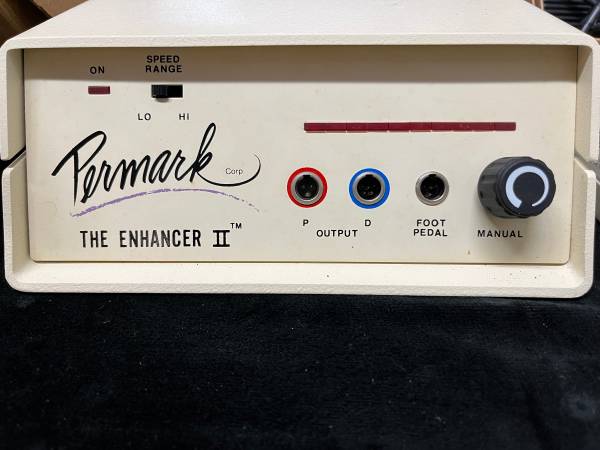 ON
SPEED
RANGE
LO HI
Permark Corp
THE ENHANCER II™
P D
OUTPUT
FOOT
PEDAL
MANUAL